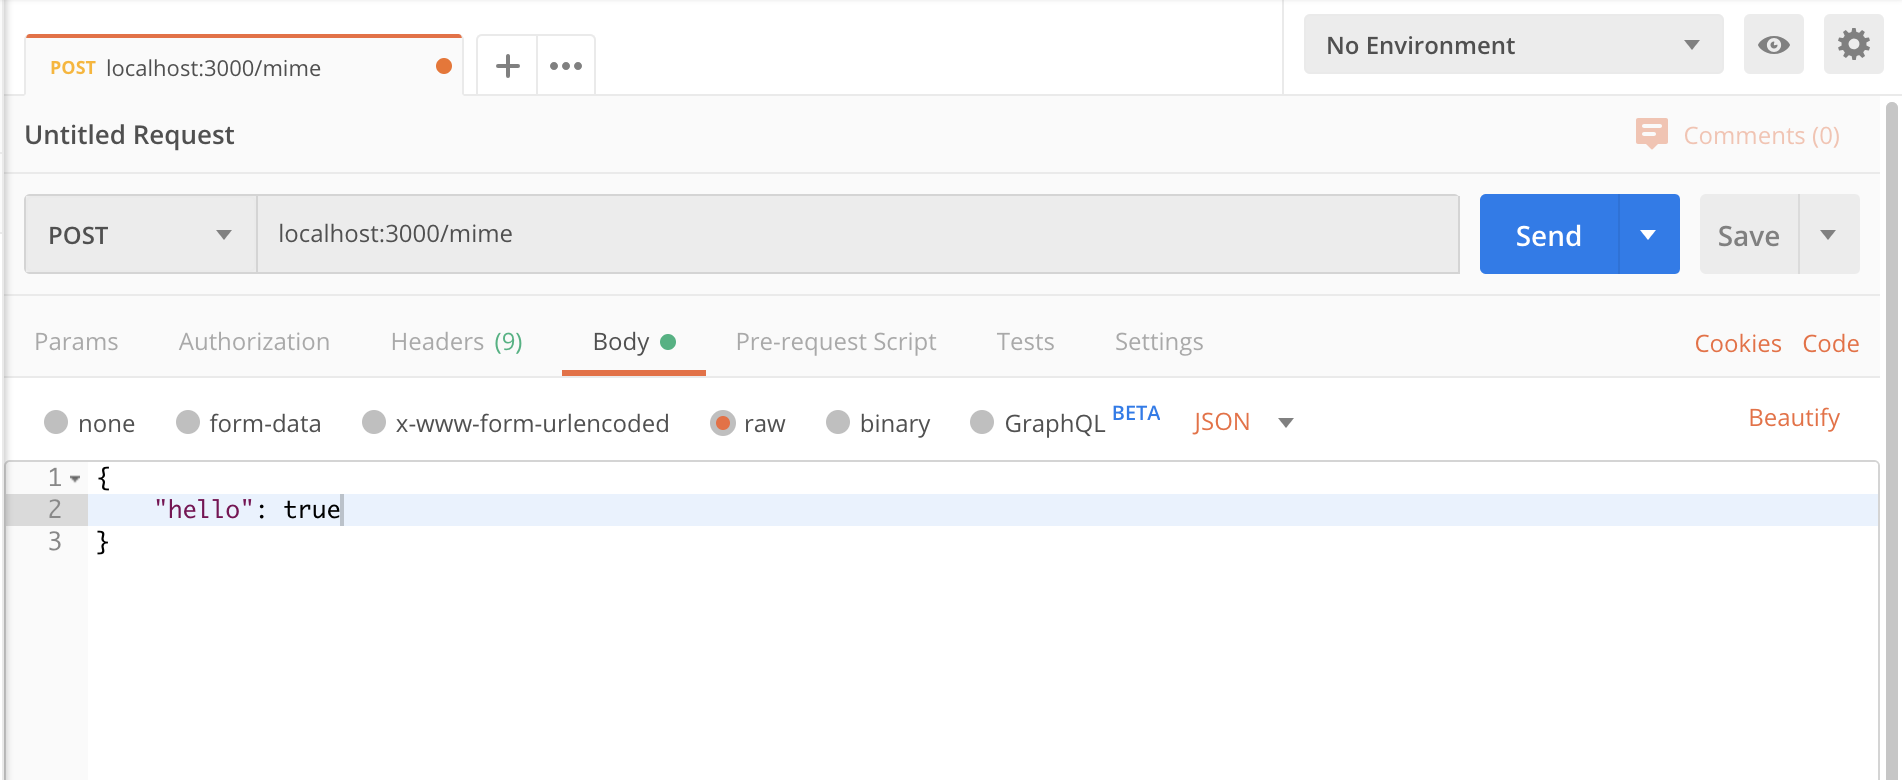 POST localhost:3000/mime
No Environment
Untitled Request
Comments (0)
POST localhost:3000/mime Send Save
Params Authorization Headers (9) Body Pre-request Script Tests Settings Cookies Code
none form-data x-www-form-urlencoded raw binary GraphQL BETA JSON Beautify
1 {
2 "hello": true
3 }